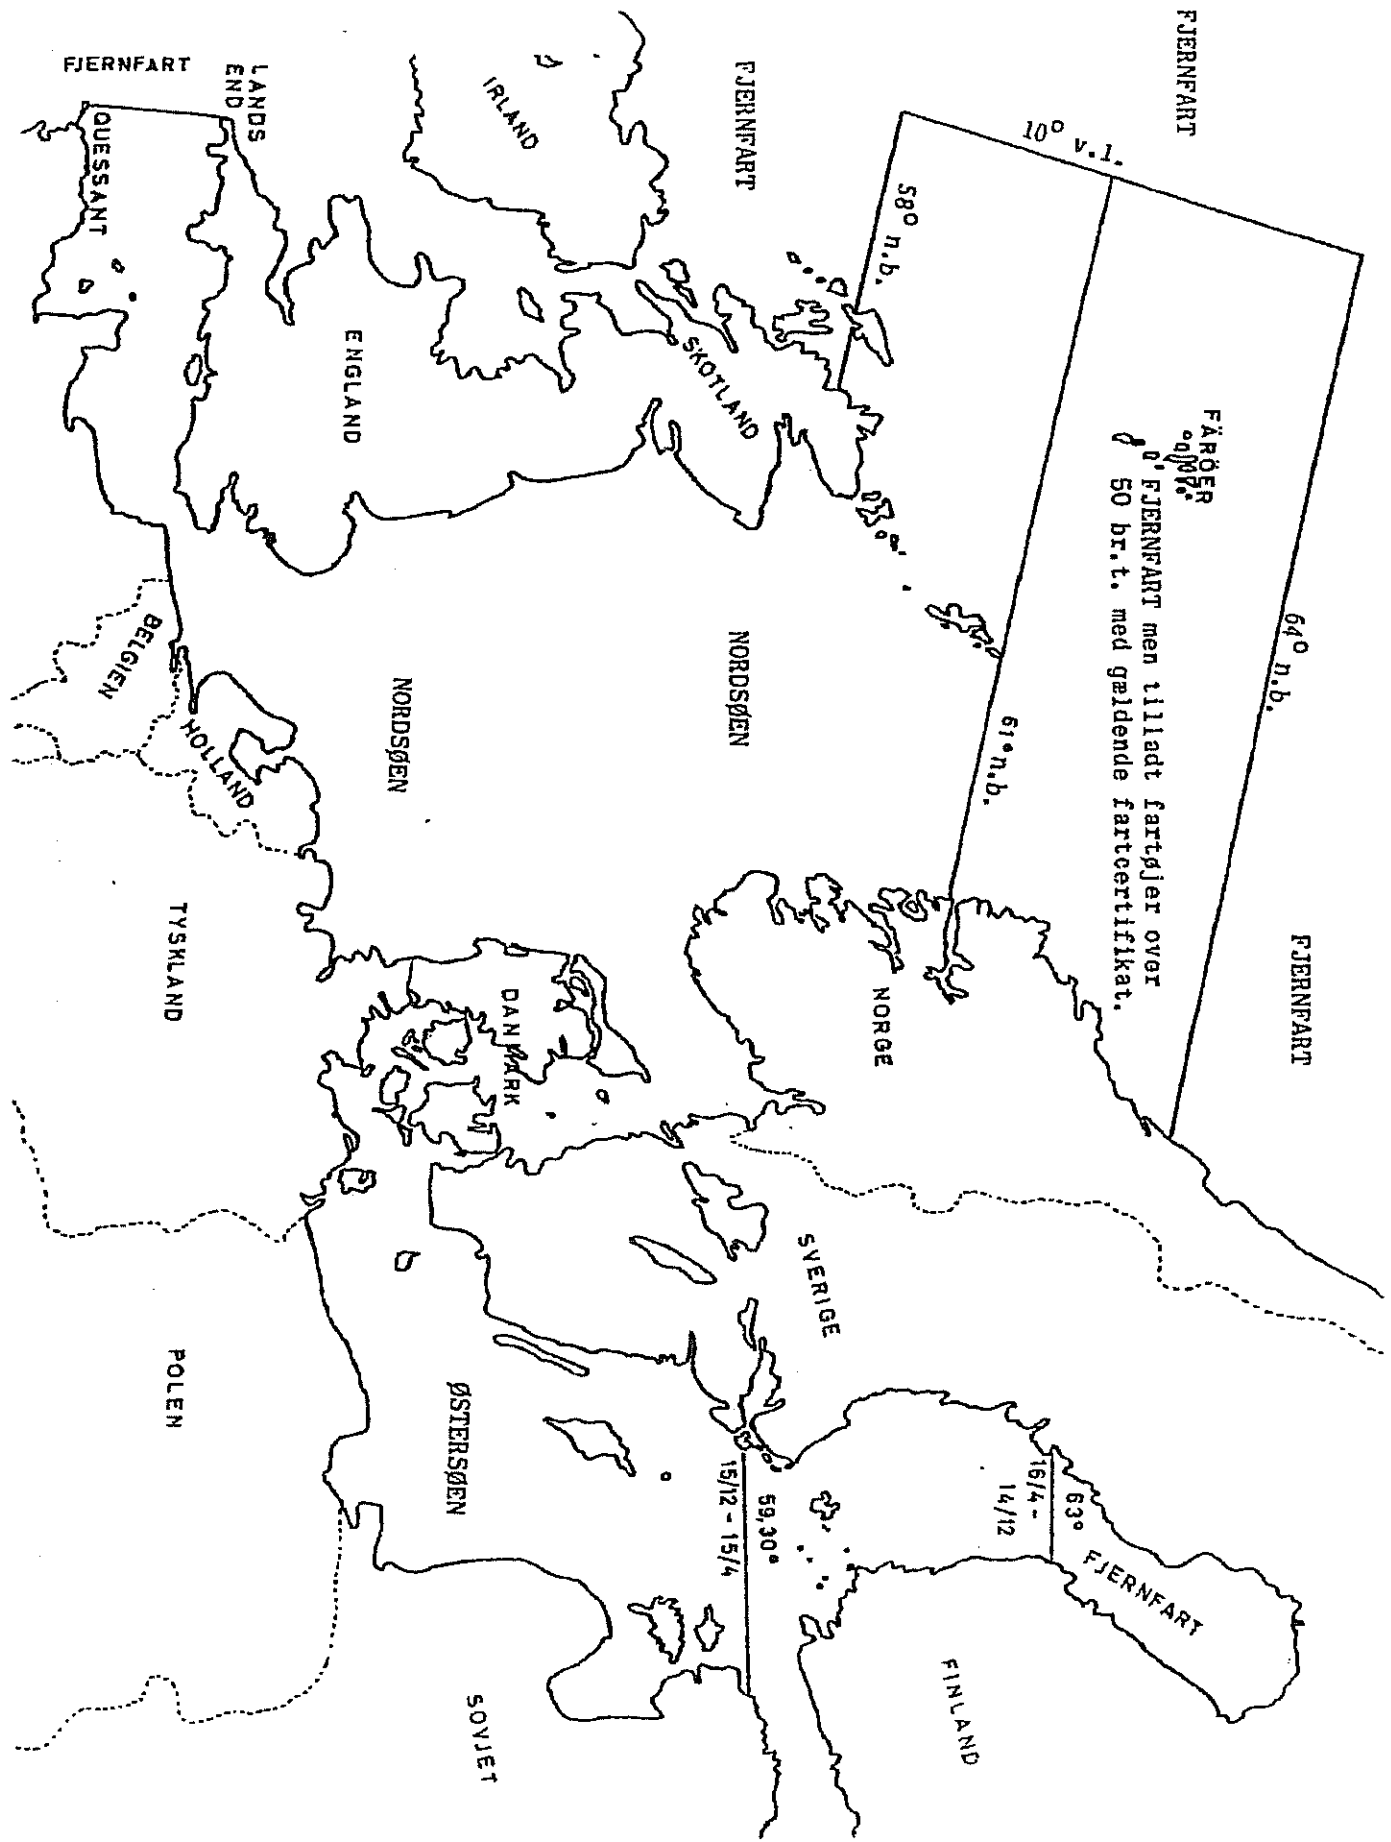 FJERNFART
FJERNFART
FJERNFART
FJERNFART
10° v.l.
64° n.b.
FÄRÖER
FJERNFART men tilladt fartøjer over
50 br.t. med gældende fartcertifikat.
61° n.b.
58° n.b.
IRLAND
SKOTLAND
ENGLAND
LANDS
END
QUESSANT
NORDSØEN
NORDSØEN
BELGIEN
HOLLAND
TYSKLAND
DANMARK
NORGE
SVERIGE
FINLAND
FJERNFART
63°
16/4-
14/12
59,30°
15/12 - 15/4
ØSTERSØEN
POLEN
SOVJET